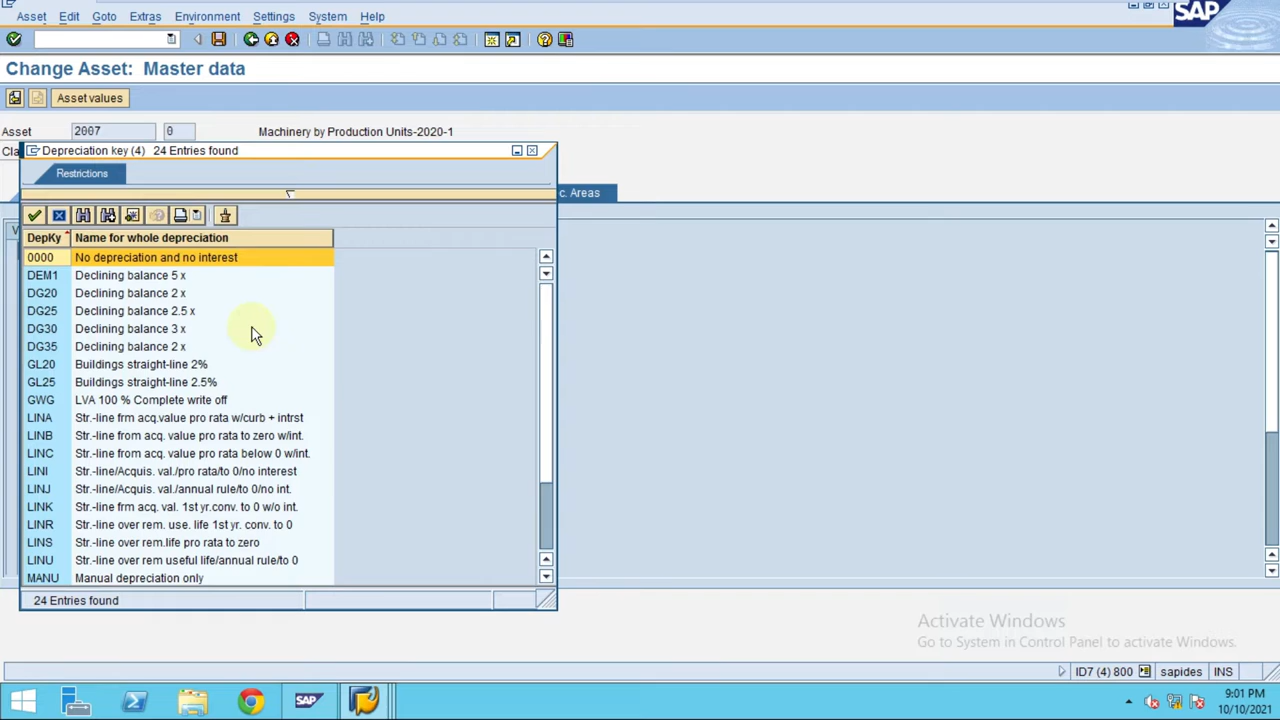 Asset Edit Goto Extras Environment Settings System Help
SAP
Change Asset: Master data
Asset values
Asset 2007 0 Machinery by Production Units-2020-1
Cla
Depreciation key (4) 24 Entries found
Restrictions
c. Areas
DepKy Name for whole depreciation
0000 No depreciation and no interest
DEM1 Declining balance 5 x
DG20 Declining balance 2 x
DG25 Declining balance 2.5 x
DG30 Declining balance 3 x
DG35 Declining balance 2 x
GL20 Buildings straight-line 2%
GL25 Buildings straight-line 2.5%
GWG LVA 100 % Complete write off
LINA Str.-line frm acq.value pro rata w/curb + intrst
LINB Str.-line from acq. value pro rata to zero w/int.
LINC Str.-line from acq. value pro rata below 0 w/int.
LINI Str.-line/Acquis. val./pro rata/to 0/no interest
LINJ Str.-line/Acquis. val./annual rule/to 0/no int.
LINK Str.-line frm acq. val. 1st yr.conv. to 0 w/o int.
LINR Str.-line over rem. use. life 1st yr. conv. to 0
LINS Str.-line over rem.life pro rata to zero
LINU Str.-line over rem useful life/annual rule/to 0
MANU Manual depreciation only
24 Entries found
Activate Windows
Go to System in Control Panel to activate Windows.
ID7 (4) 800 sapides INS
SAP
9:01 PM
10/10/2021